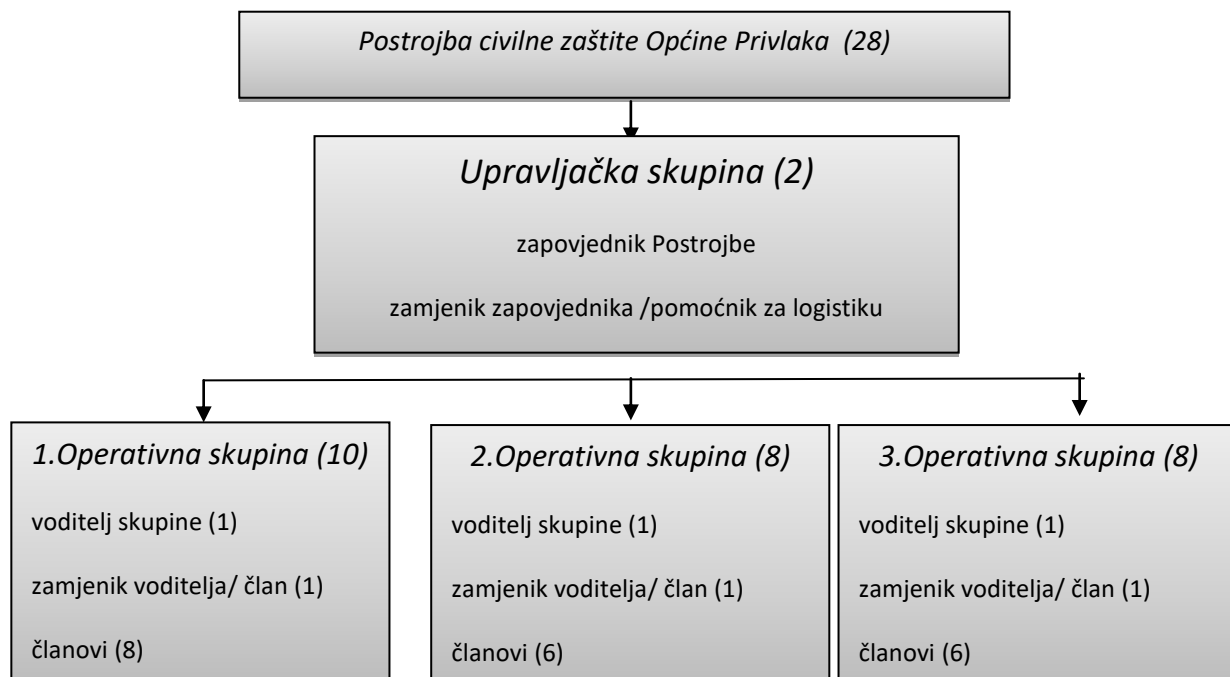 Postrojba civilne zaštite Općine Privlaka (28)
Upravljačka skupina (2)
zapovjednik Postrojbe
zamjenik zapovjednika /pomoćnik za logistiku
1.Operativna skupina (10)
voditelj skupine (1)
zamjenik voditelja/ član (1)
članovi (8)
2.Operativna skupina (8)
voditelj skupine (1)
zamjenik voditelja/ član (1)
članovi (6)
3.Operativna skupina (8)
voditelj skupine (1)
zamjenik voditelja/ član (1)
članovi (6)